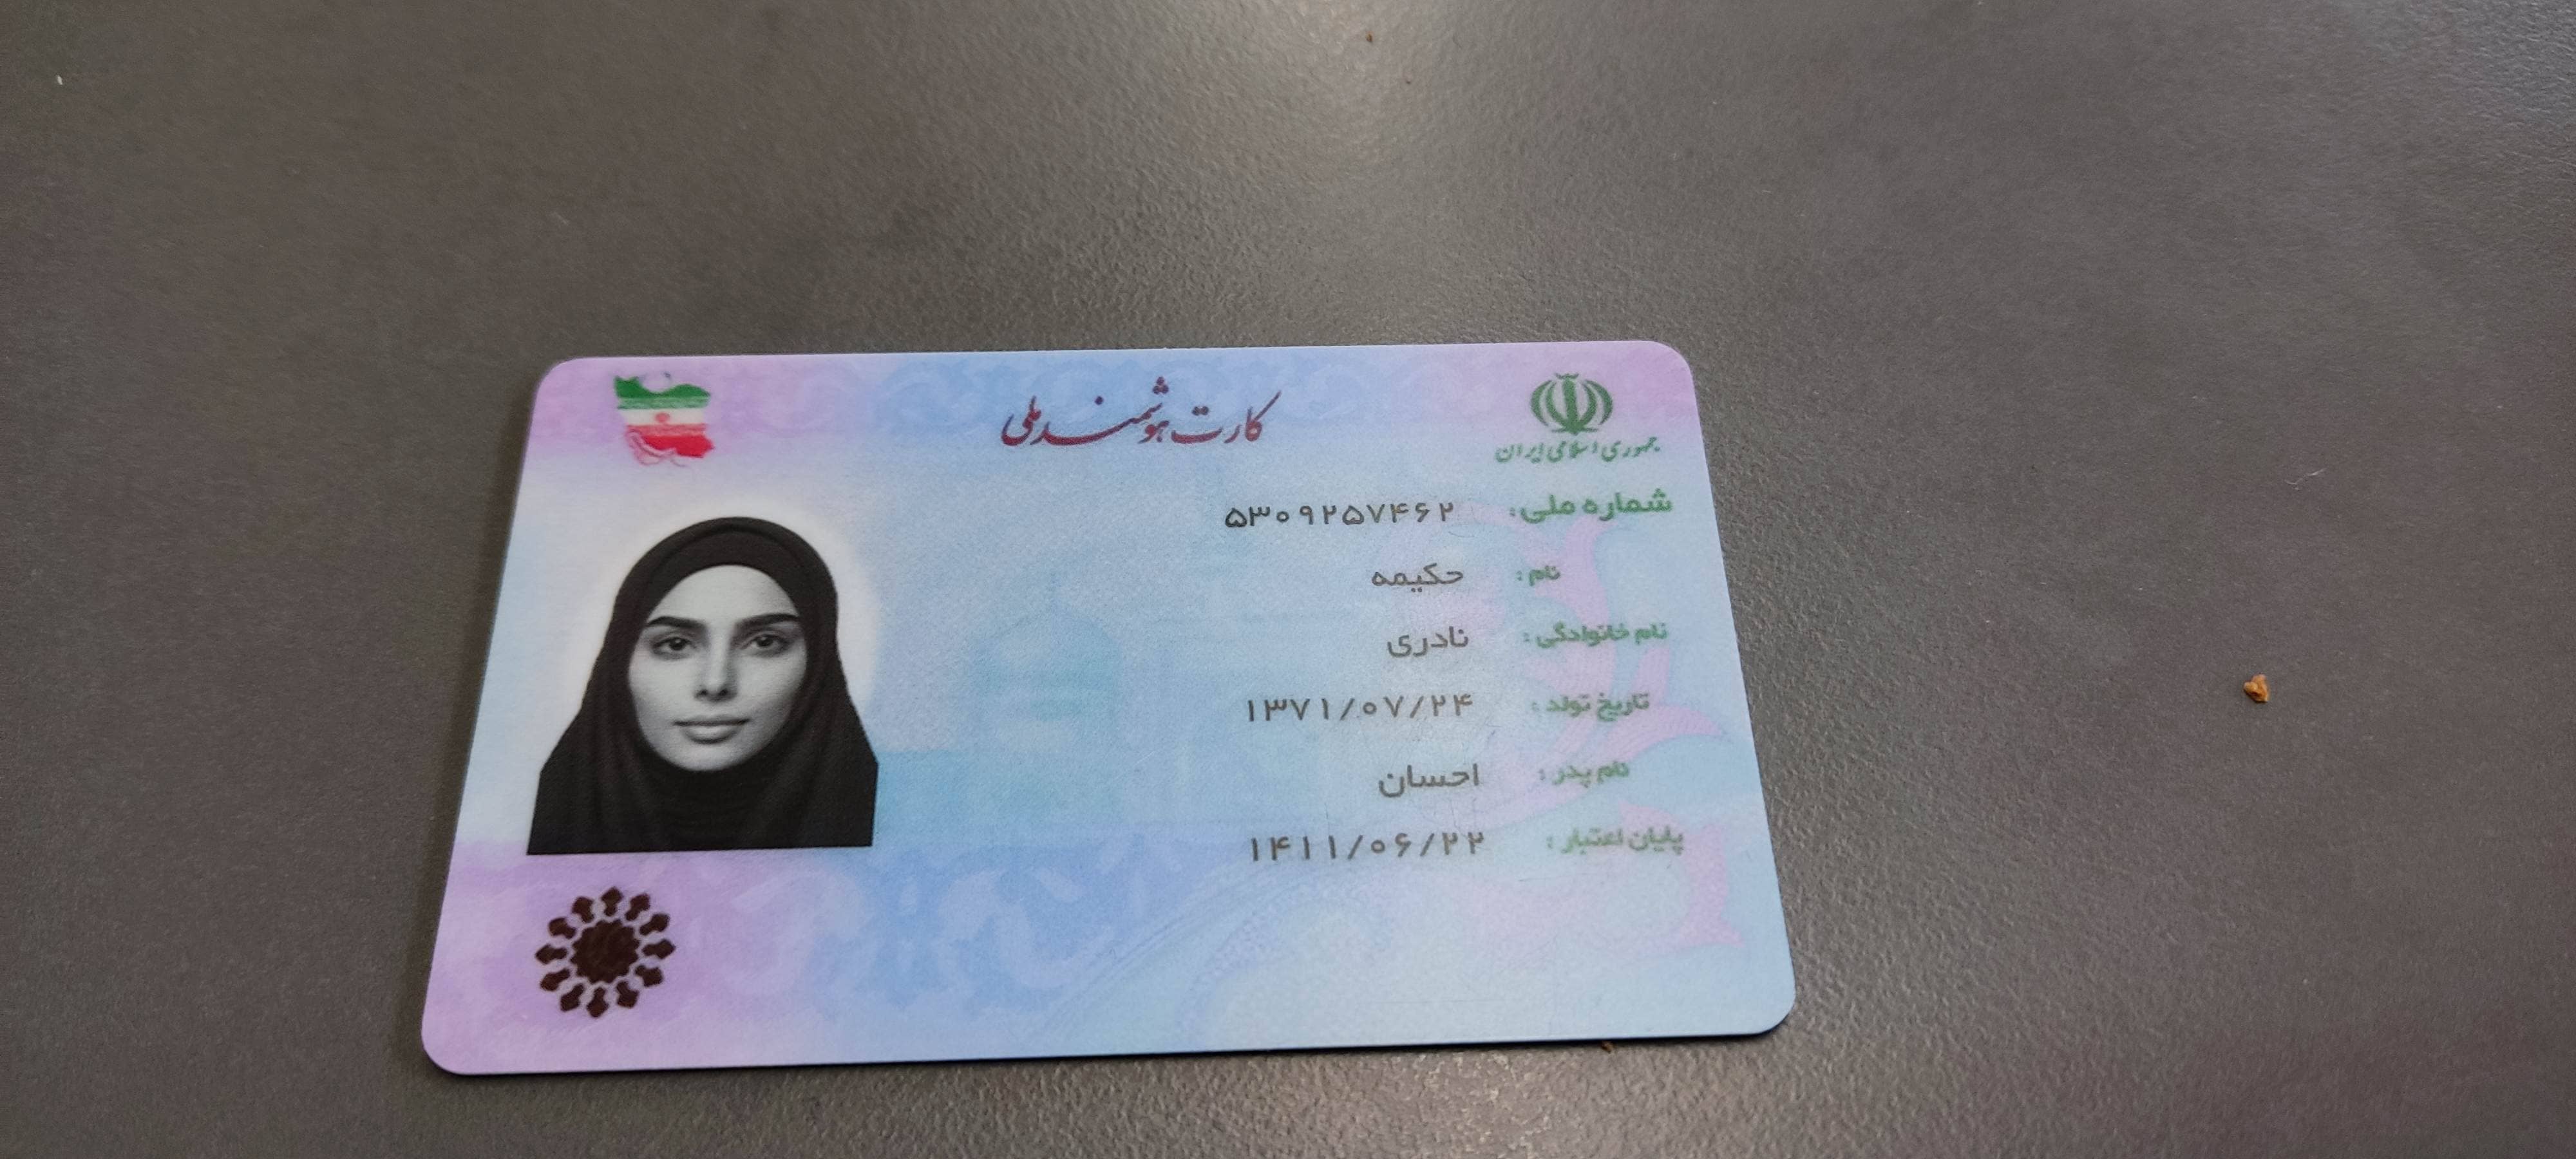 جمهوری اسلامی ایران
کارت هوشمند ملی
شماره ملی: ۵۳۰۹۲۵۷۴۶۲
نام: حکیمه
نام خانوادگی: نادری
تاریخ تولد: ۱۳۷۱/۰۷/۲۴
نام پدر: احسان
پایان اعتبار: ۱۴۱۱/۰۶/۲۲